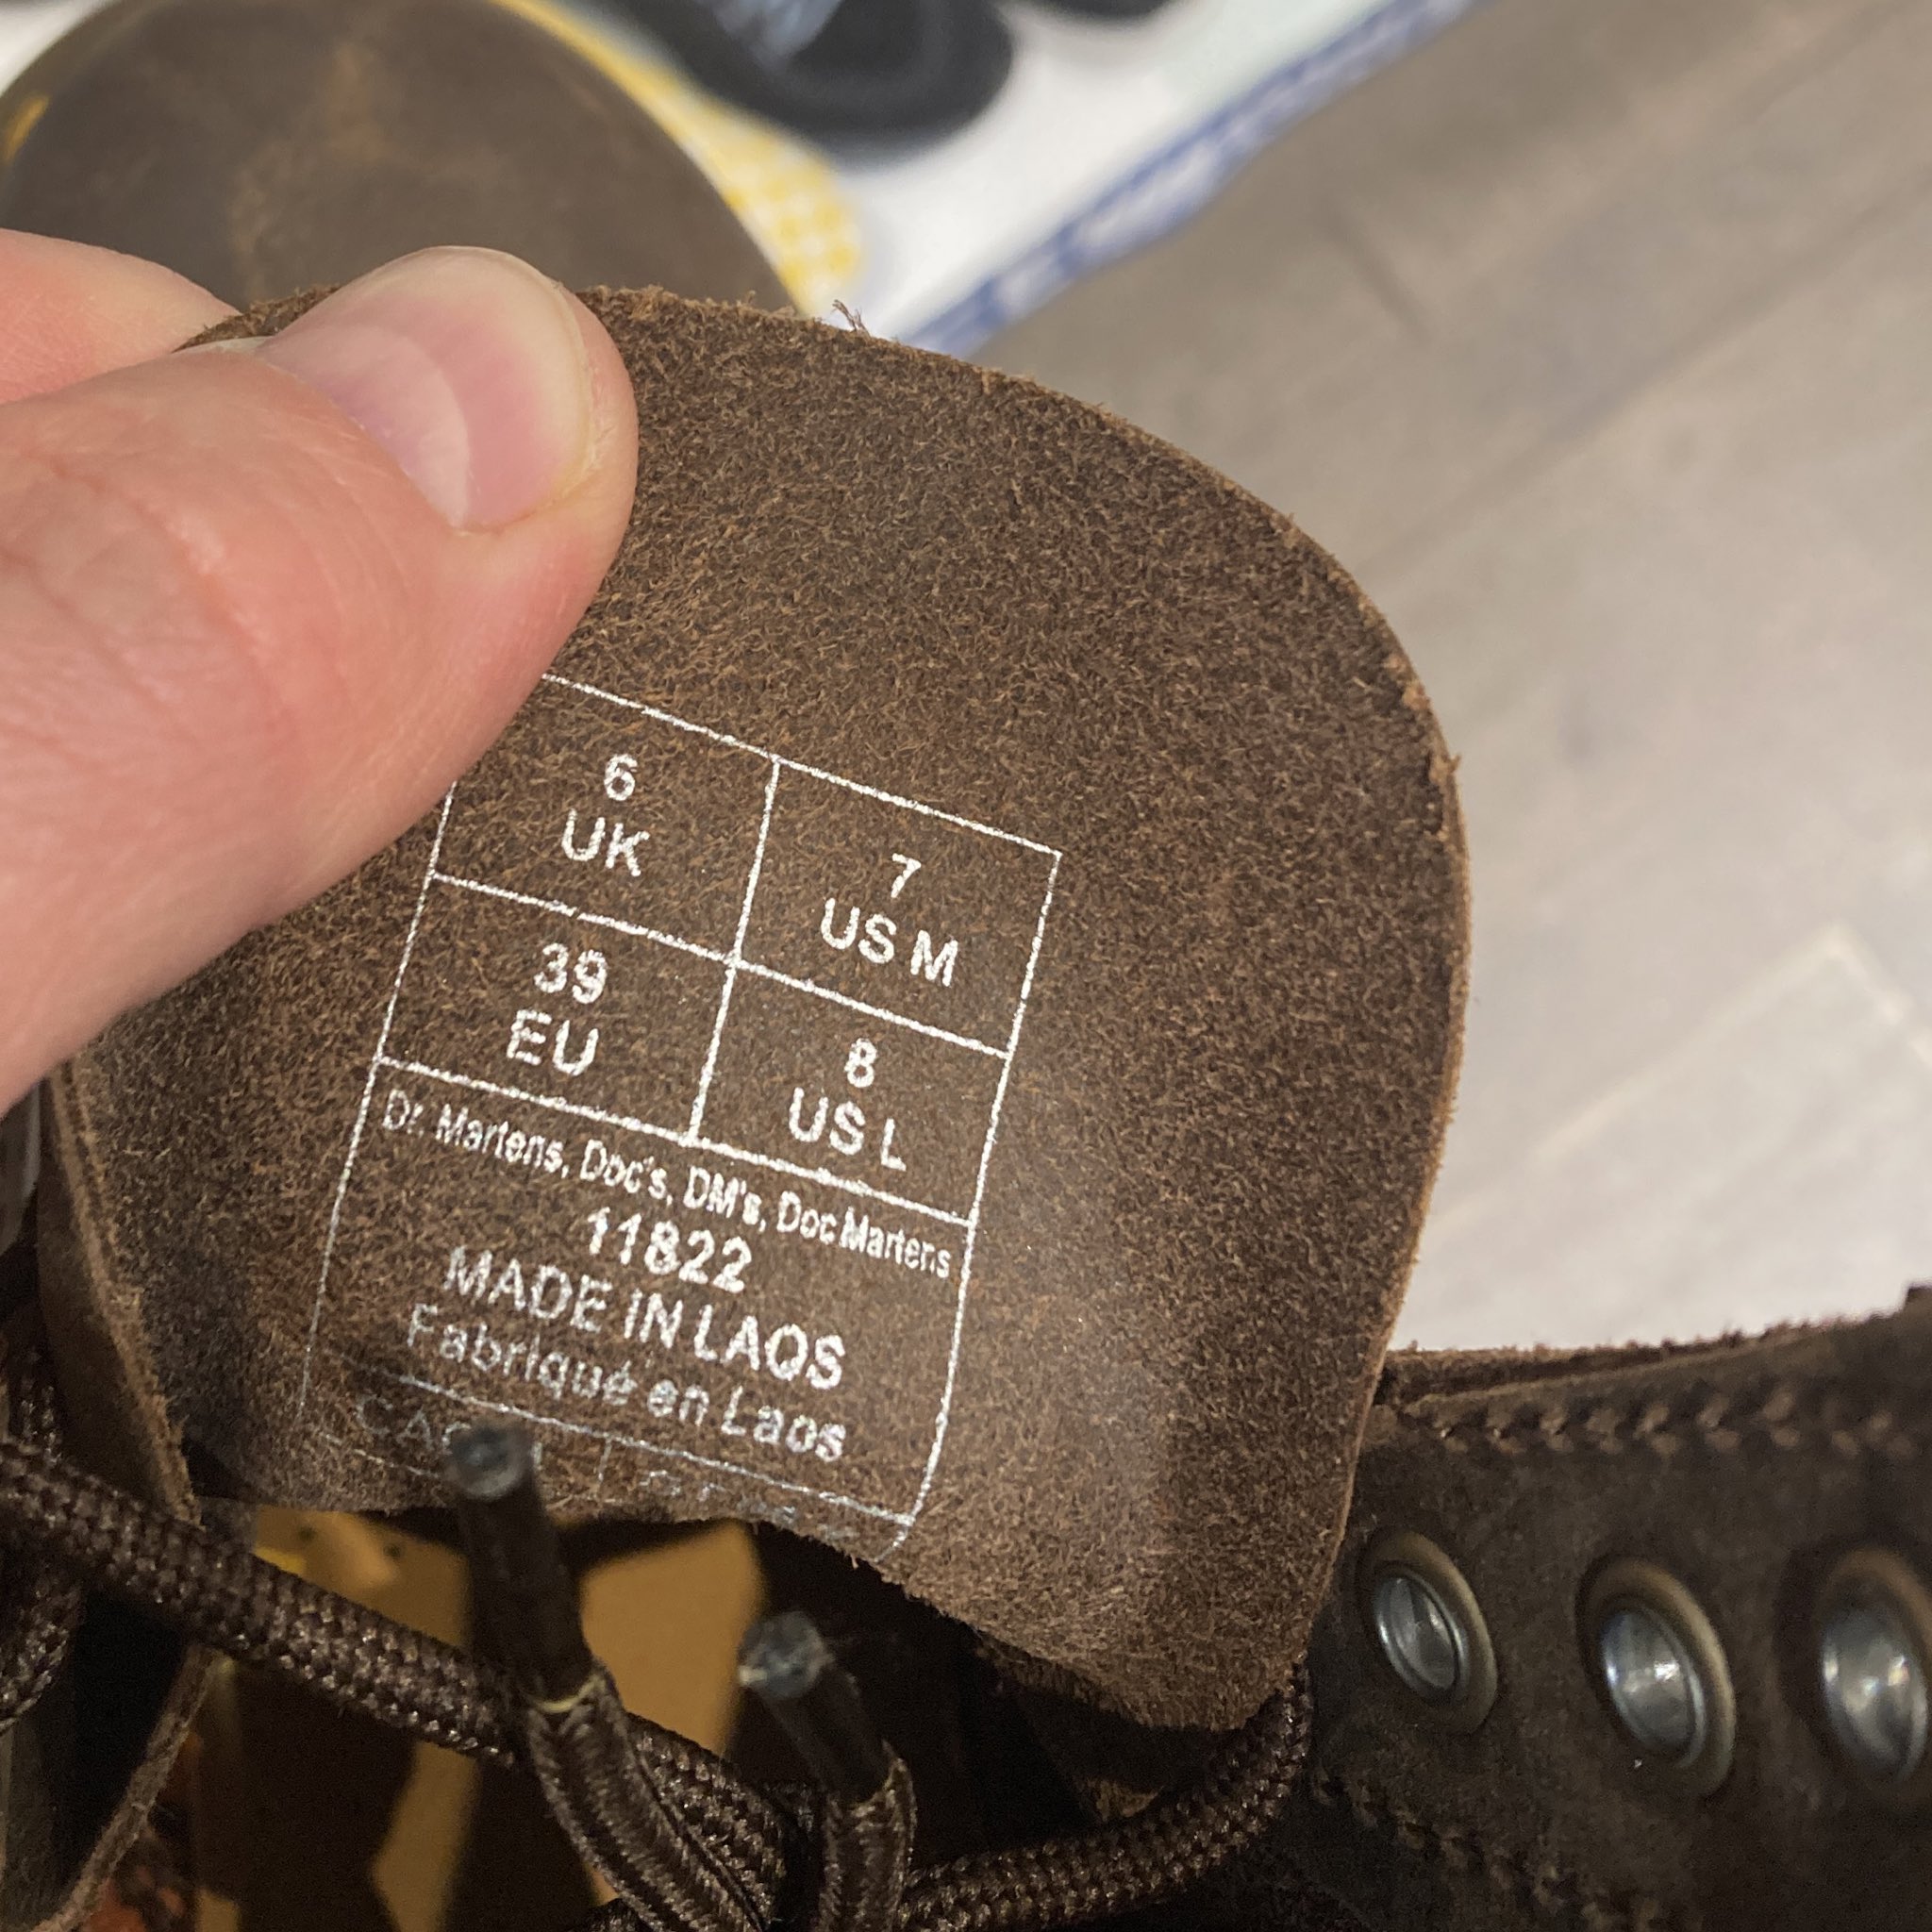 6
UK
7
US M
39
EU
8
US L
Dr. Martens, Doc's, DM's, Doc Martens
11822
MADE IN LAOS
Fabriqué en Laos